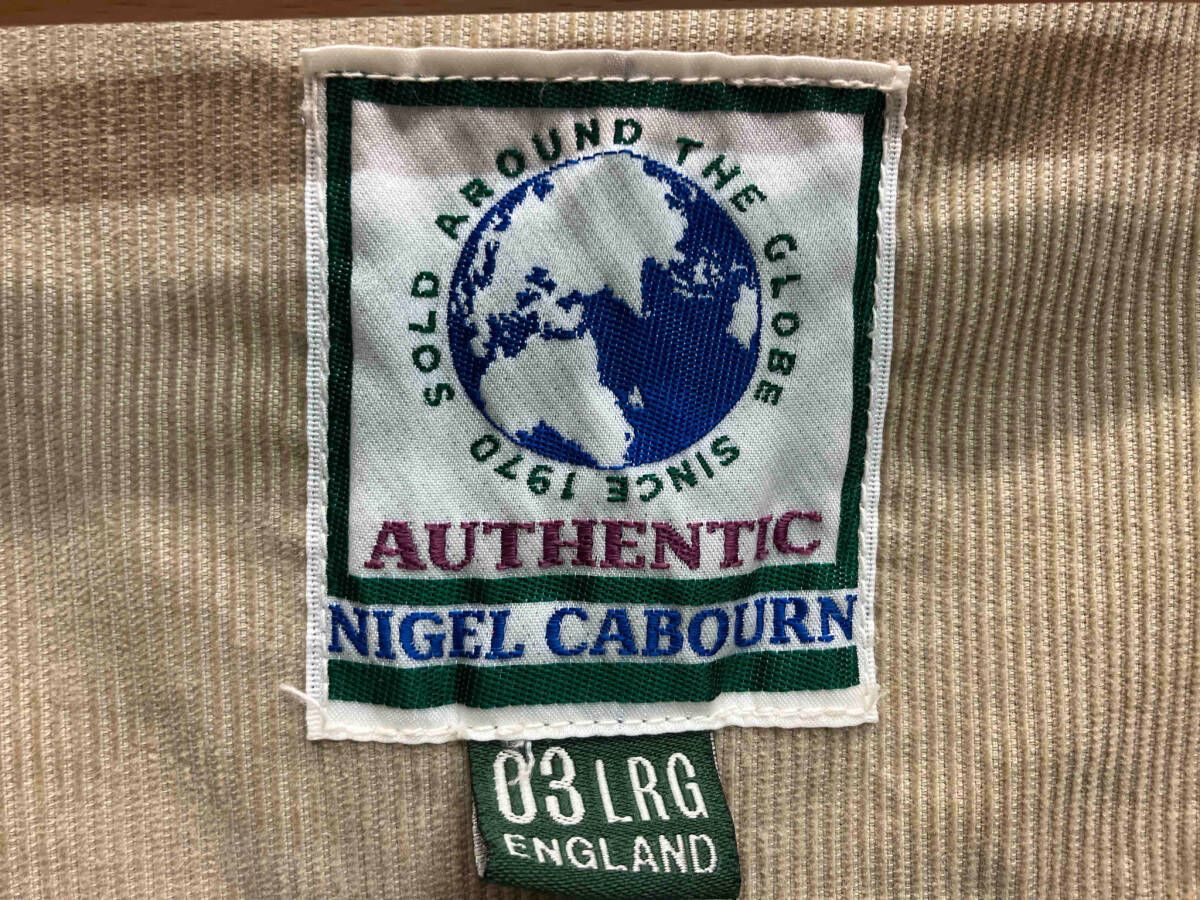 SOLD AROUND THE GLOBE
SINCE 1970
AUTHENTIC
NIGEL CABOURN
03 LRG
ENGLAND